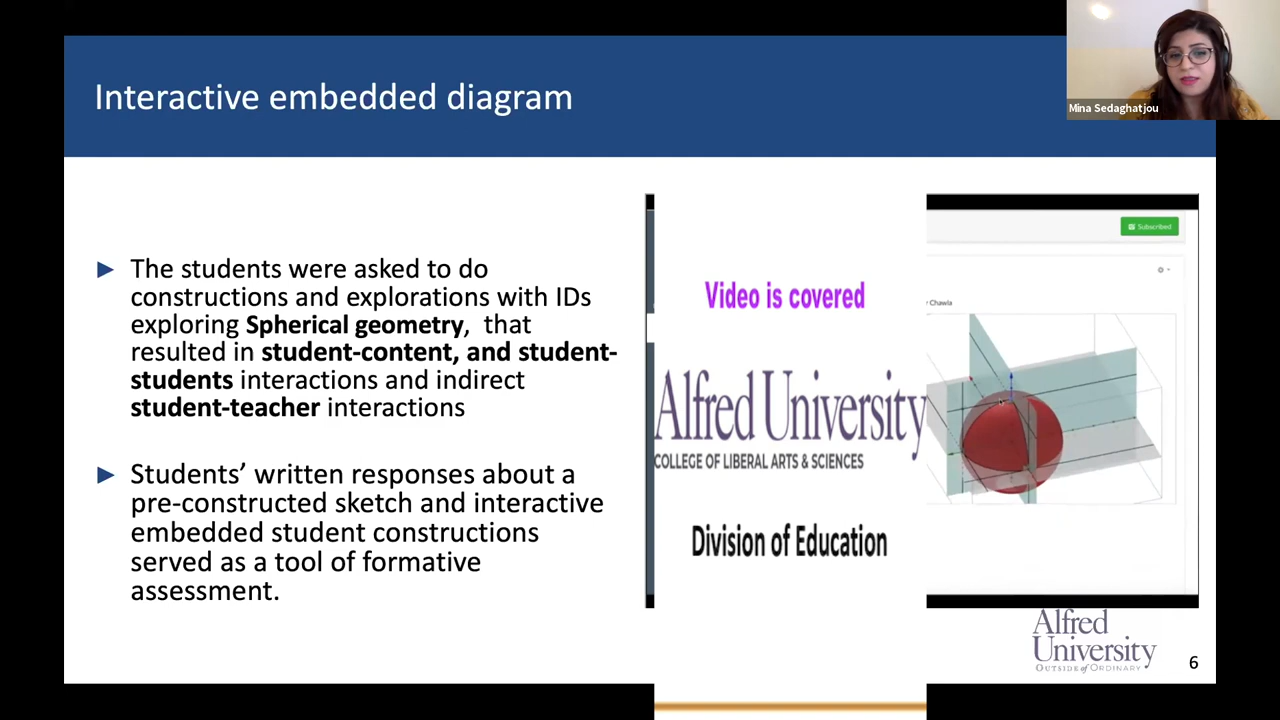 Interactive embedded diagram
Mina Sedaghatjou
► The students were asked to do
constructions and explorations with IDs
exploring Spherical geometry, that
resulted in student-content, and student-
students interactions and indirect
student-teacher interactions
► Students’ written responses about a
pre-constructed sketch and interactive
embedded student constructions
served as a tool of formative
assessment.
Video is covered
Alfred University
COLLEGE OF LIBERAL ARTS & SCIENCES
Division of Education
Subscribed
Chawla
Alfred
University
OUTSIDE of ORDINARY
6